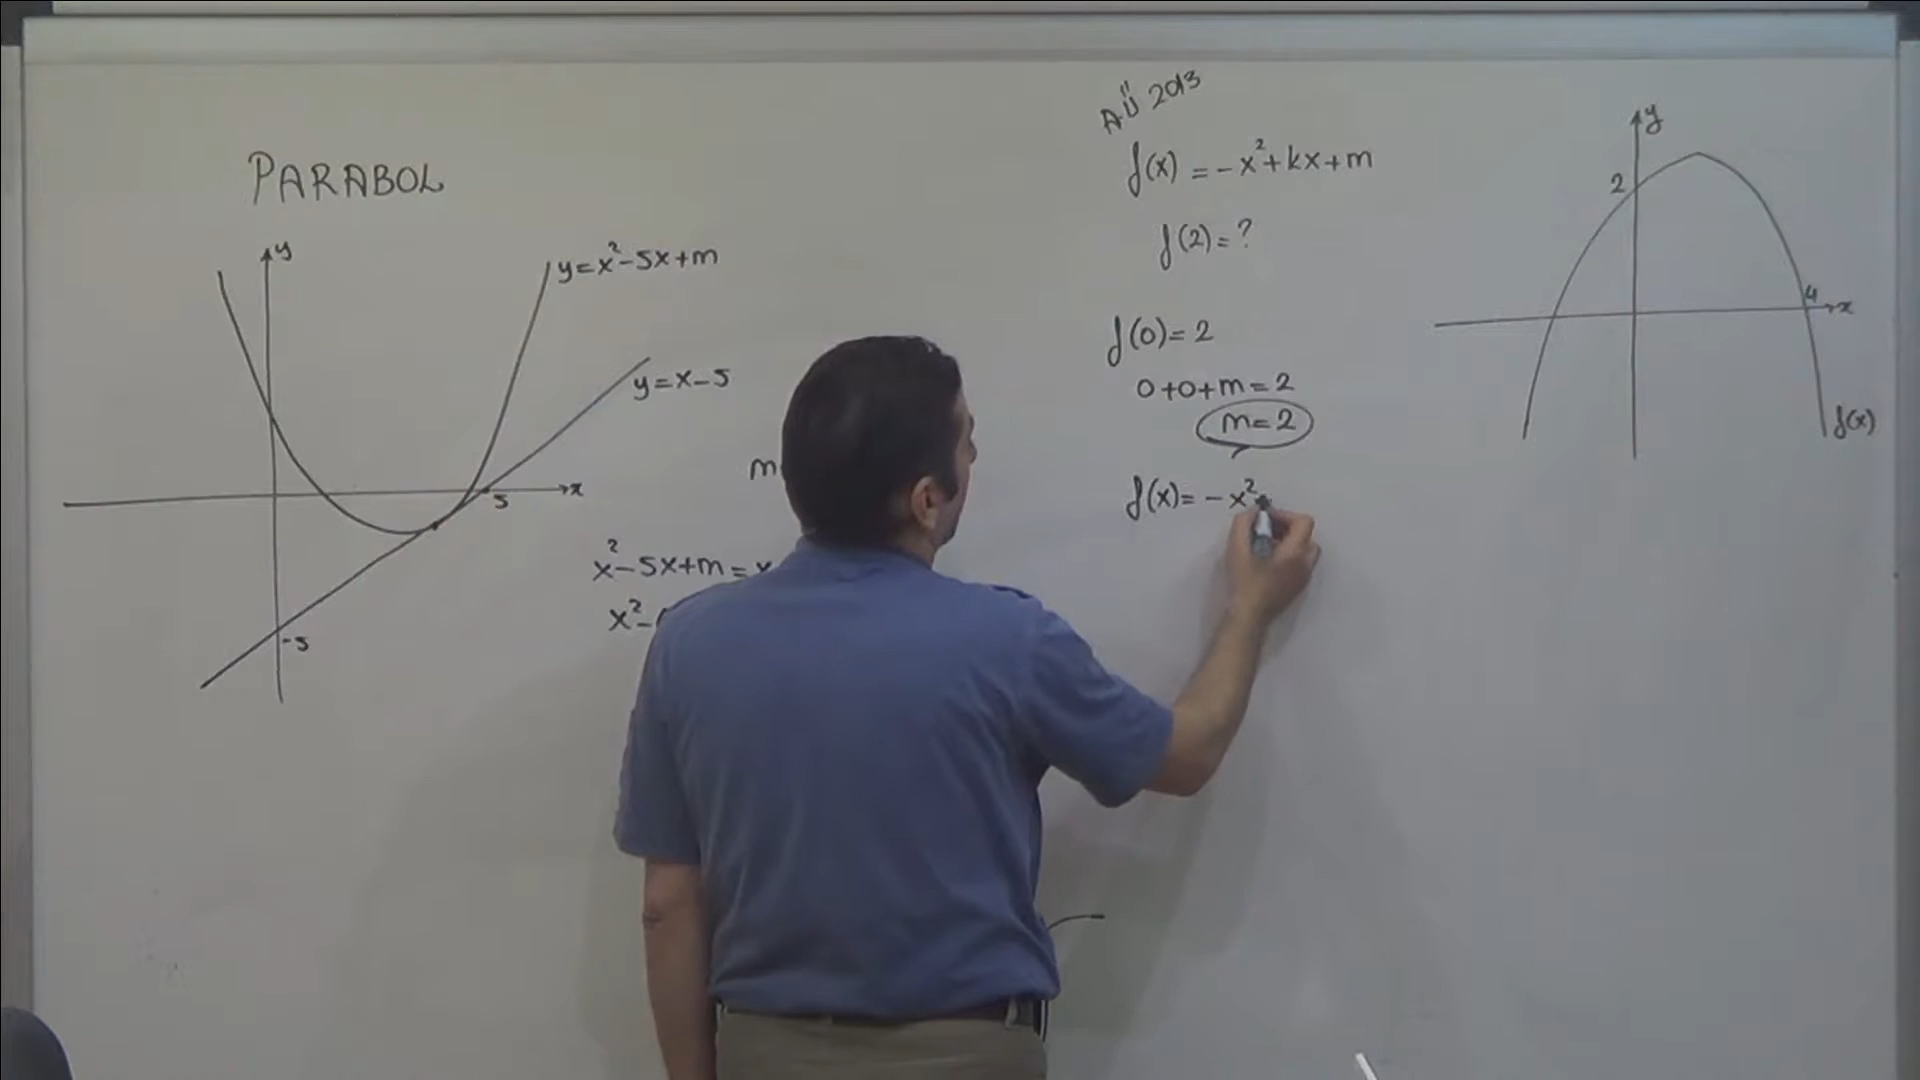 PARABOL
y
y=x²-5x+m
y=x-5
x
5
-5
m
x²-5x+m=x
x²-
AÜ 2013
f(x)=-x²+kx+m
f(2)=?
f(0)=2
0+0+m=2
m=2
f(x)=-x²
y
2
4
x
f(x)